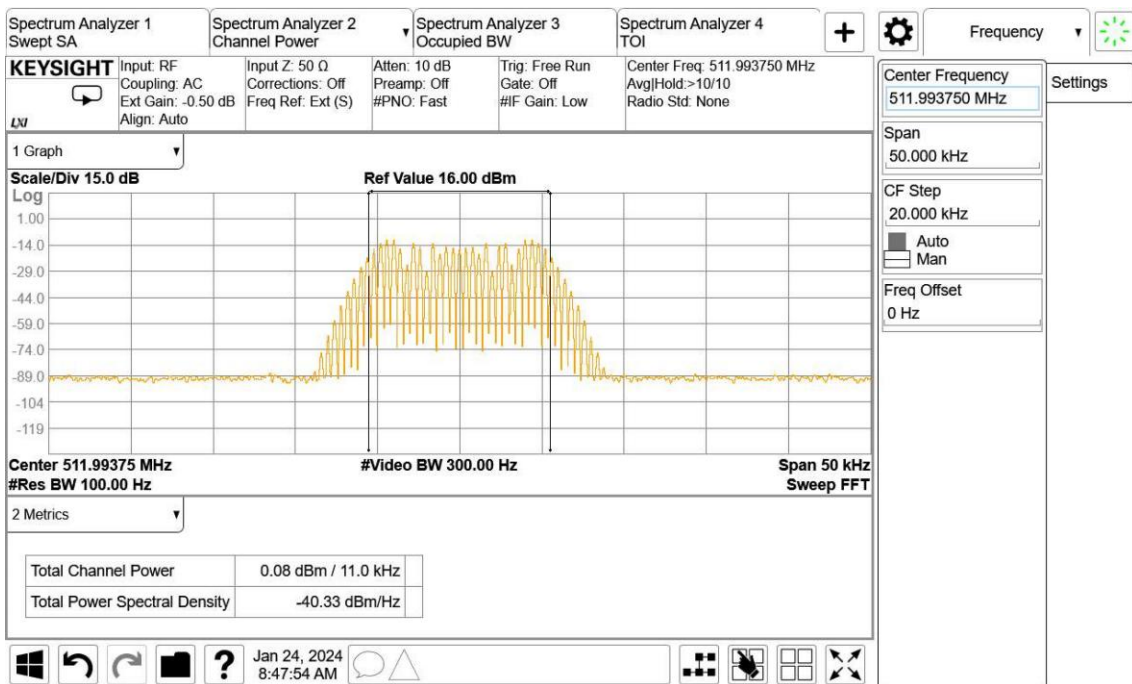 Spectrum Analyzer 1
Swept SA
Spectrum Analyzer 2
Channel Power
Spectrum Analyzer 3
Occupied BW
Spectrum Analyzer 4
TOI
+
Frequency
KEYSIGHT
LXI
Input: RF
Coupling: AC
Ext Gain: -0.50 dB
Align: Auto
Input Z: 50 Ω
Corrections: Off
Freq Ref: Ext (S)
Atten: 10 dB
Preamp: Off
#PNO: Fast
Trig: Free Run
Gate: Off
#IF Gain: Low
Center Freq: 511.993750 MHz
Avg|Hold:>10/10
Radio Std: None
Center Frequency
511.993750 MHz
Settings
Span
50.000 kHz
CF Step
20.000 kHz
Auto
Man
Freq Offset
0 Hz
1 Graph
Scale/Div 15.0 dB
Ref Value 16.00 dBm
Log
1.00
-14.0
-29.0
-44.0
-59.0
-74.0
-89.0
-104
-119
Center 511.99375 MHz
#Video BW 300.00 Hz
Span 50 kHz
#Res BW 100.00 Hz
Sweep FFT
2 Metrics
Total Channel Power 0.08 dBm / 11.0 kHz
Total Power Spectral Density -40.33 dBm/Hz
?
Jan 24, 2024
8:47:54 AM